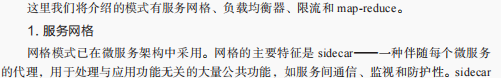 这里我们将介绍的模式有服务网格、负载均衡器、限流和 map-reduce。
1. 服务网格
网格模式已在微服务架构中采用。网格的主要特征是 sidecar——一种伴随每个微服务
的代理，用于处理与应用功能无关的大量公共功能，如服务间通信、监视和防护性。sidecar